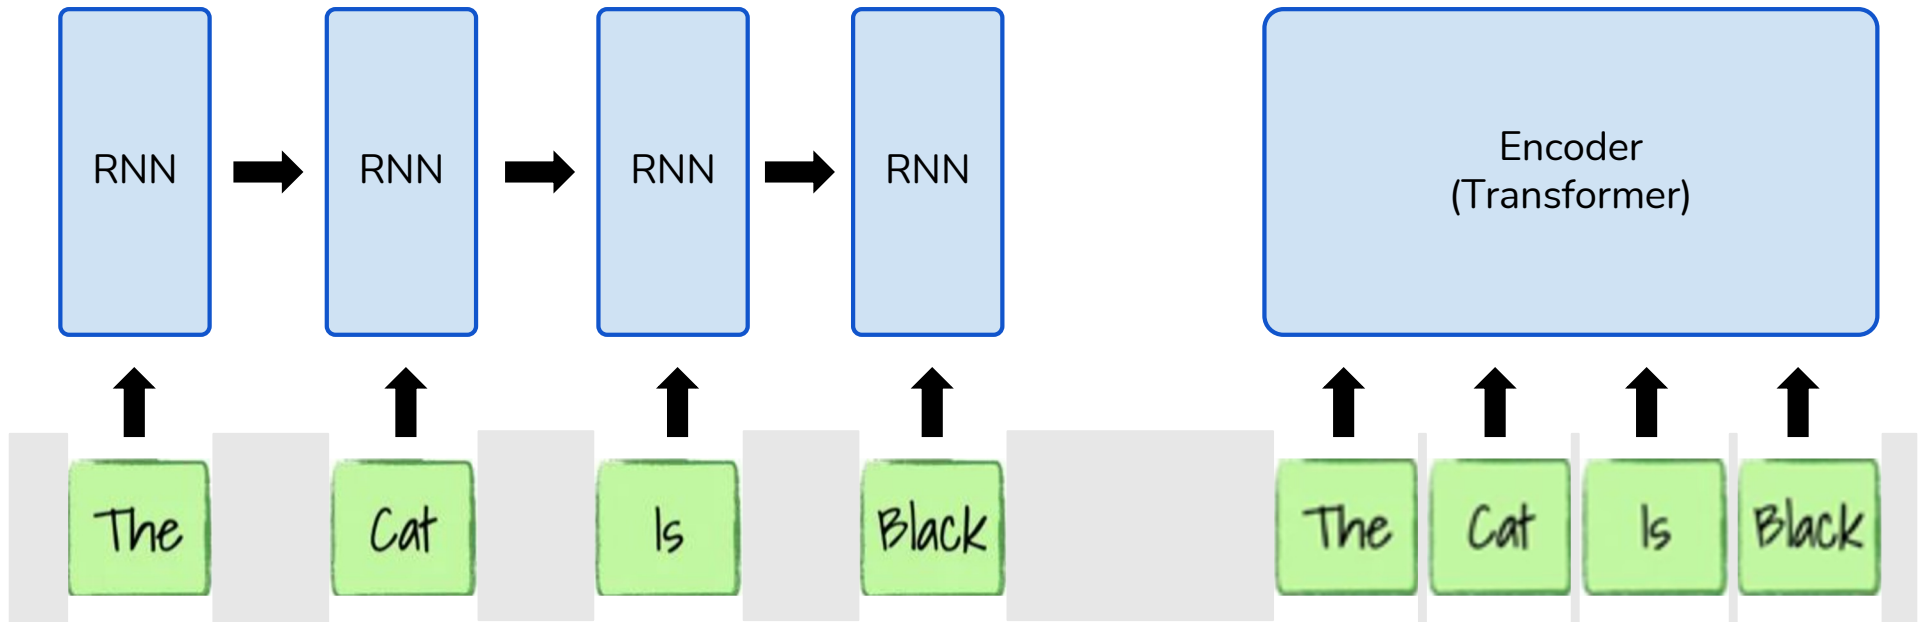 RNN
RNN
RNN
RNN
Encoder
(Transformer)
The
Cat
Is
Black
The
Cat
Is
Black